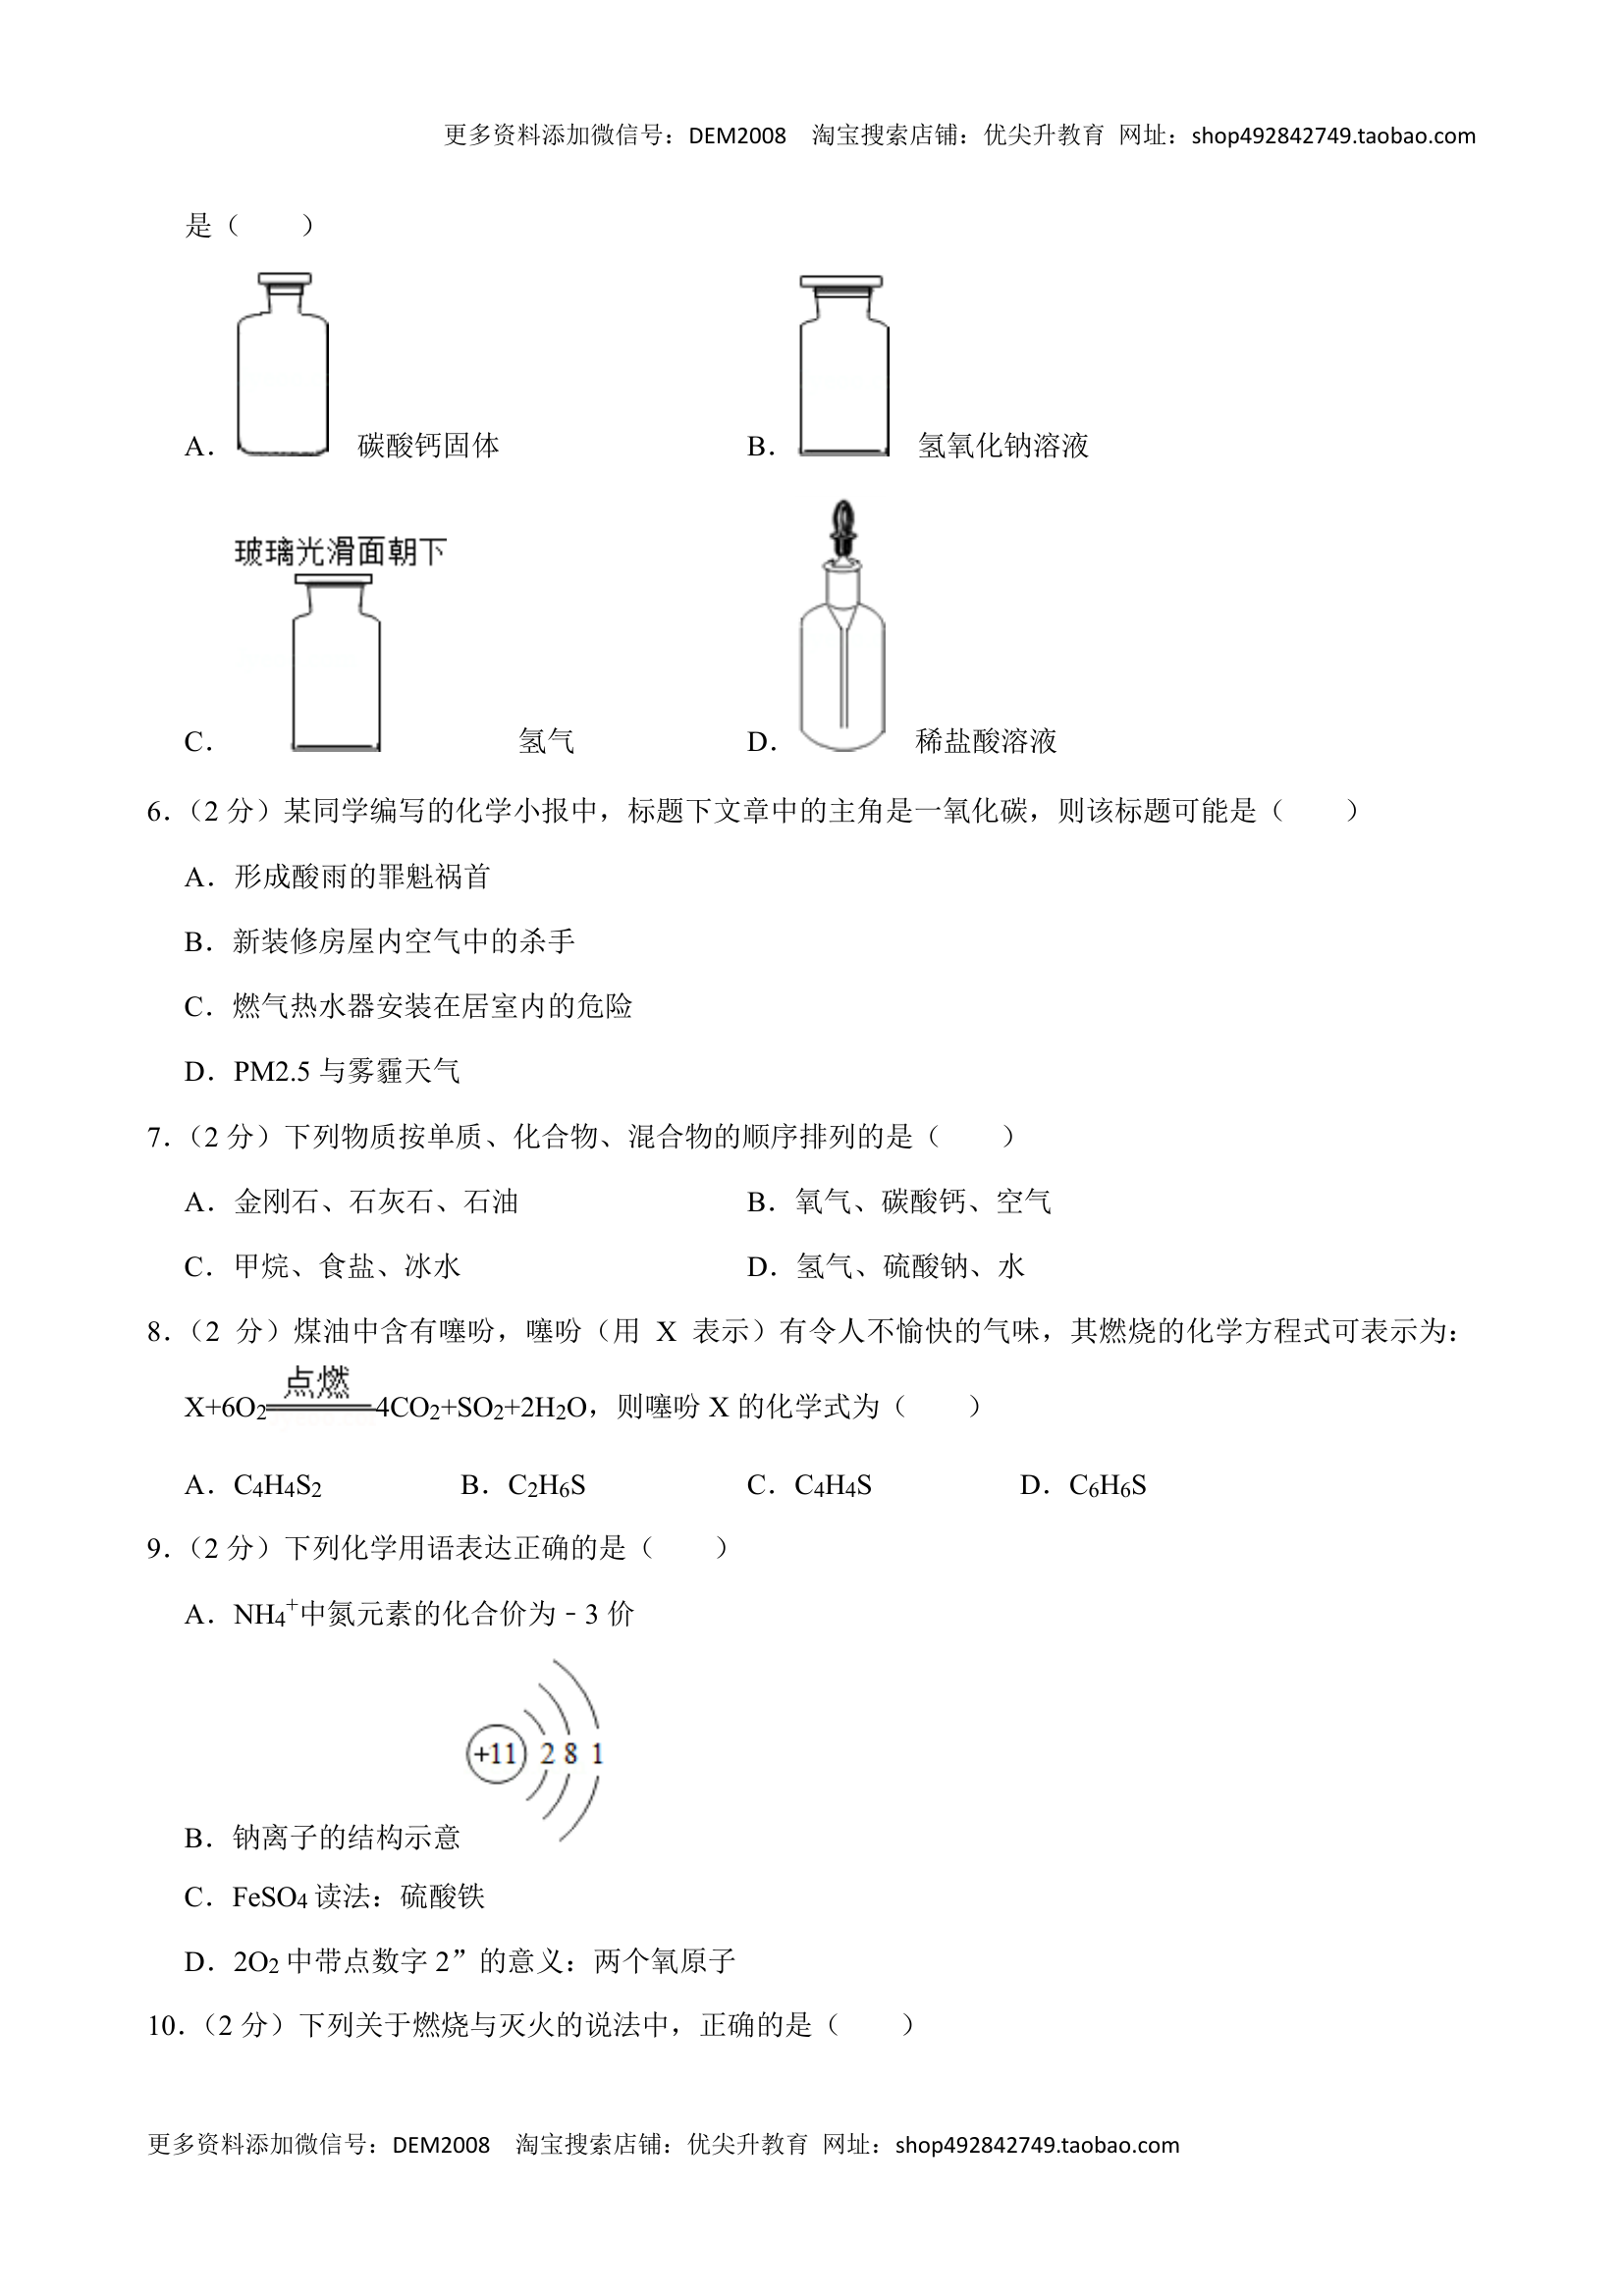 更多资料添加微信号：DEM2008　淘宝搜索店铺：优尖升教育 网址：shop492842749.taobao.com
是（　　）
A． 碳酸钙固体 B． 氢氧化钠溶液
玻璃光滑面朝下
C． 氢气 D． 稀盐酸溶液
6．（2 分）某同学编写的化学小报中，标题下文章中的主角是一氧化碳，则该标题可能是（　　）
A．形成酸雨的罪魁祸首
B．新装修房屋内空气中的杀手
C．燃气热水器安装在居室内的危险
D．PM2.5 与雾霾天气
7．（2 分）下列物质按单质、化合物、混合物的顺序排列的是（　　）
A．金刚石、石灰石、石油 B．氧气、碳酸钙、空气
C．甲烷、食盐、冰水 D．氢气、硫酸钠、水
8．（2 分）煤油中含有噻吩，噻吩（用 X 表示）有令人不愉快的气味，其燃烧的化学方程式可表示为：
点燃
X+6O2 4CO2+SO2+2H2O，则噻吩 X 的化学式为（　　）
A．C4H4S2 B．C2H6S C．C4H4S D．C6H6S
9．（2 分）下列化学用语表达正确的是（　　）
A．NH4+中氮元素的化合价为﹣3 价
+11 2 8 1
B．钠离子的结构示意
C．FeSO4 读法：硫酸铁
D．2O2 中带点数字 2”的意义：两个氧原子
10．（2 分）下列关于燃烧与灭火的说法中，正确的是（　　）
更多资料添加微信号：DEM2008　淘宝搜索店铺：优尖升教育 网址：shop492842749.taobao.com